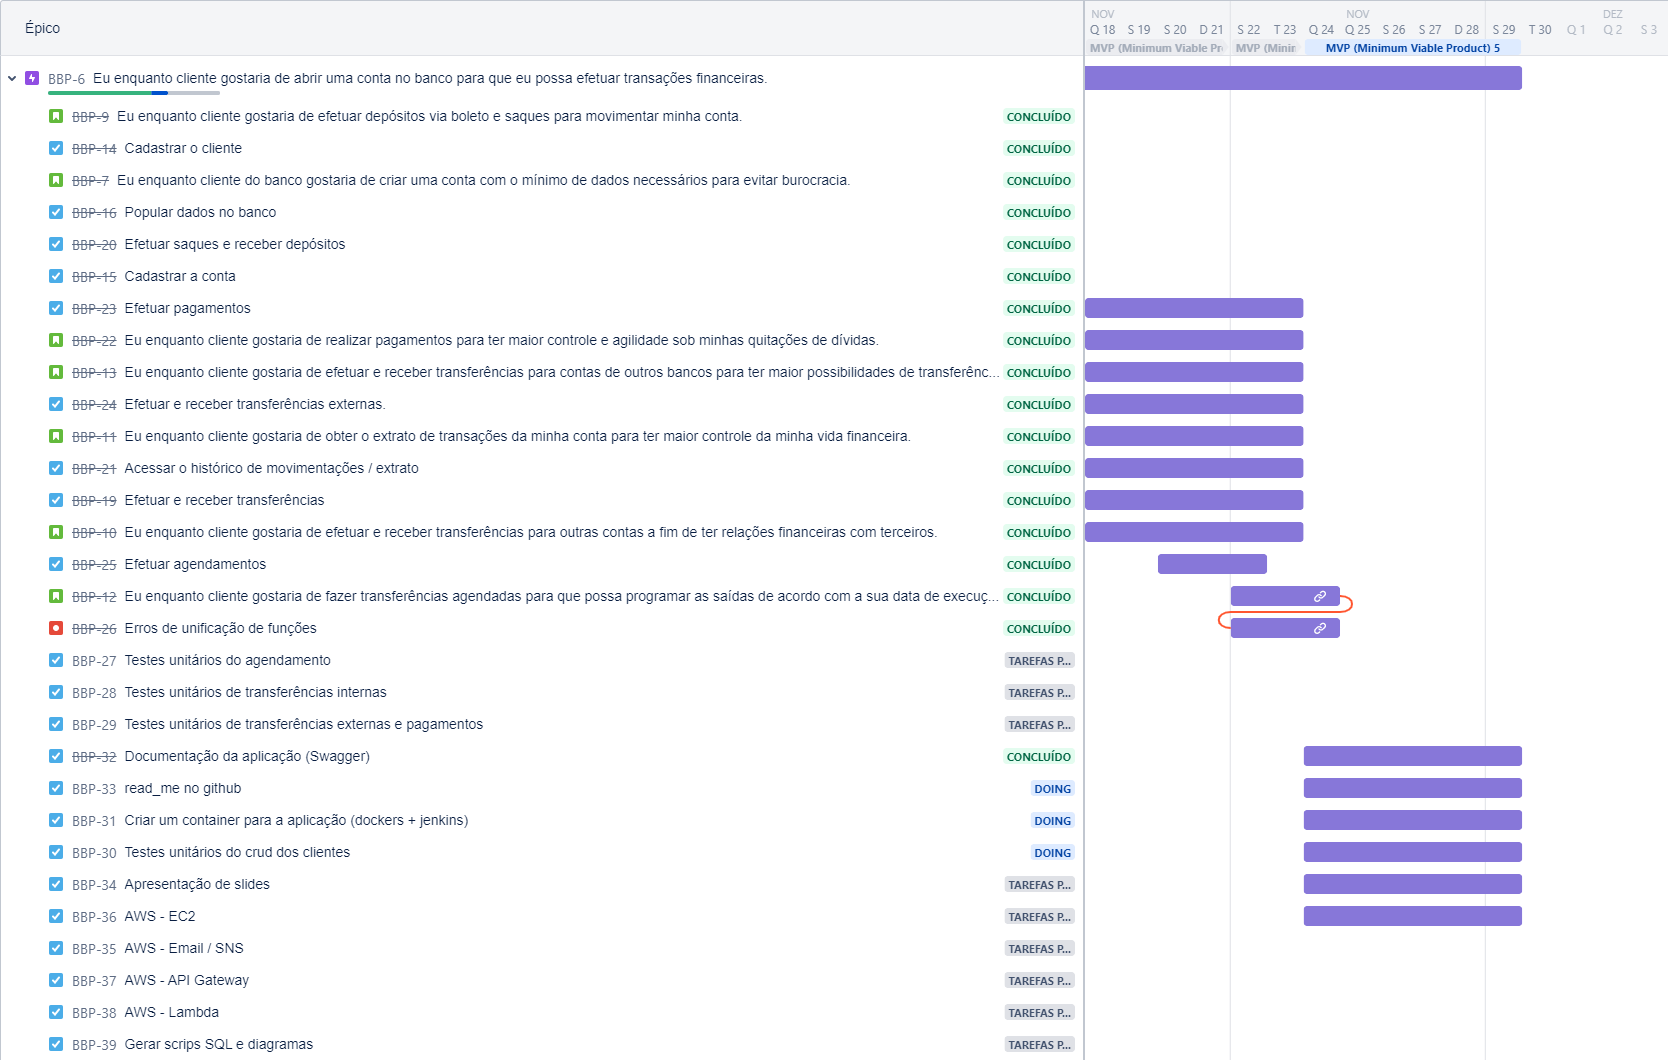 Épico
NOV NOV DEZ
Q 18 S 19 S 20 D 21 S 22 T 23 Q 24 Q 25 S 26 S 27 D 28 S 29 T 30 Q 1 Q 2 S 3
MVP (Minimum Viable Pr MVP (Minin MVP (Minimum Viable Product) 5
BBP-6 Eu enquanto cliente gostaria de abrir uma conta no banco para que eu possa efetuar transações financeiras.
BBP-9 Eu enquanto cliente gostaria de efetuar depósitos via boleto e saques para movimentar minha conta. CONCLUÍDO
BBP-14 Cadastrar o cliente CONCLUÍDO
BBP-7 Eu enquanto cliente do banco gostaria de criar uma conta com o mínimo de dados necessários para evitar burocracia. CONCLUÍDO
BBP-16 Popular dados no banco CONCLUÍDO
BBP-20 Efetuar saques e receber depósitos CONCLUÍDO
BBP-15 Cadastrar a conta CONCLUÍDO
BBP-23 Efetuar pagamentos CONCLUÍDO
BBP-22 Eu enquanto cliente gostaria de realizar pagamentos para ter maior controle e agilidade sob minhas quitações de dívidas. CONCLUÍDO
BBP-13 Eu enquanto cliente gostaria de efetuar e receber transferências para contas de outros bancos para ter maior possibilidades de transferênc... CONCLUÍDO
BBP-24 Efetuar e receber transferências externas. CONCLUÍDO
BBP-11 Eu enquanto cliente gostaria de obter o extrato de transações da minha conta para ter maior controle da minha vida financeira. CONCLUÍDO
BBP-21 Acessar o histórico de movimentações / extrato CONCLUÍDO
BBP-19 Efetuar e receber transferências CONCLUÍDO
BBP-10 Eu enquanto cliente gostaria de efetuar e receber transferências para outras contas a fim de ter relações financeiras com terceiros. CONCLUÍDO
BBP-25 Efetuar agendamentos CONCLUÍDO
BBP-12 Eu enquanto cliente gostaria de fazer transferências agendadas para que possa programar as saídas de acordo com a sua data de execuç... CONCLUÍDO
BBP-26 Erros de unificação de funções CONCLUÍDO
BBP-27 Testes unitários do agendamento TAREFAS P...
BBP-28 Testes unitários de transferências internas TAREFAS P...
BBP-29 Testes unitários de transferências externas e pagamentos TAREFAS P...
BBP-32 Documentação da aplicação (Swagger) CONCLUÍDO
BBP-33 read_me no github DOING
BBP-31 Criar um container para a aplicação (dockers + jenkins) DOING
BBP-30 Testes unitários do crud dos clientes DOING
BBP-34 Apresentação de slides TAREFAS P...
BBP-36 AWS - EC2 TAREFAS P...
BBP-35 AWS - Email / SNS TAREFAS P...
BBP-37 AWS - API Gateway TAREFAS P...
BBP-38 AWS - Lambda TAREFAS P...
BBP-39 Gerar scrips SQL e diagramas TAREFAS P...